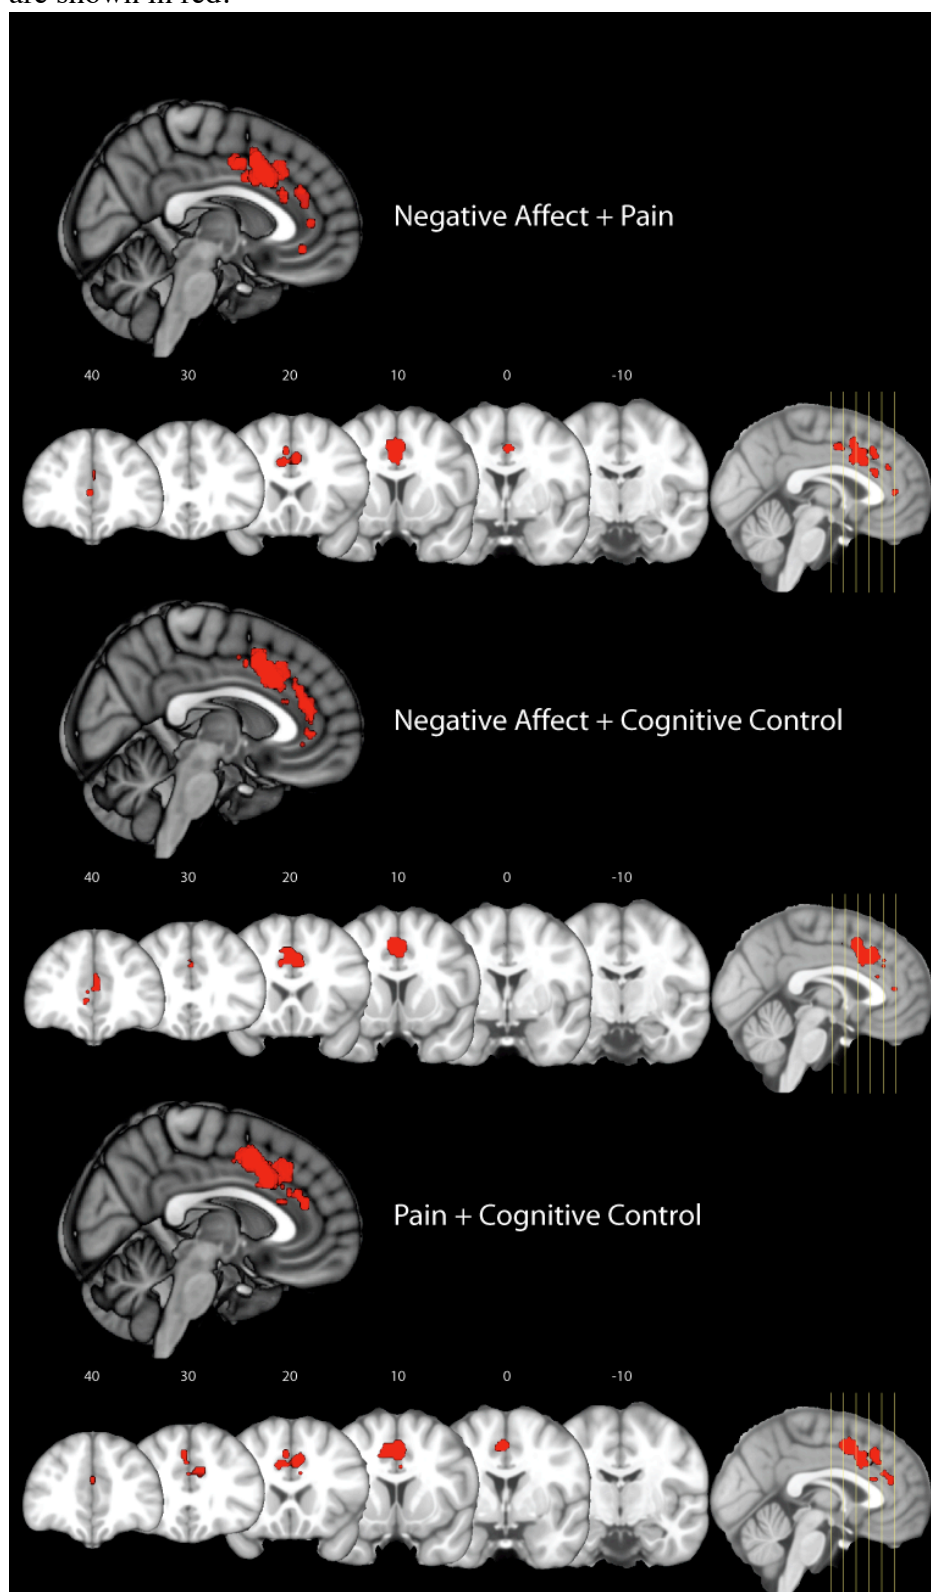 are shown in red.
Negative Affect + Pain
40 30 20 10 0 -10
Negative Affect + Cognitive Control
40 30 20 10 0 -10
Pain + Cognitive Control
40 30 20 10 0 -10